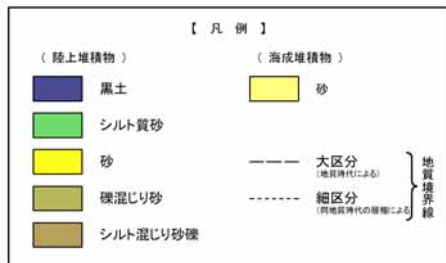 【 凡 例 】
( 陸上堆積物 )
黒土
シルト質砂
砂
礫混じり砂
シルト混じり砂礫
( 海成堆積物 )
砂
大区分
(地質時代による)
細区分
(同地質時代の層相による
地質境界線